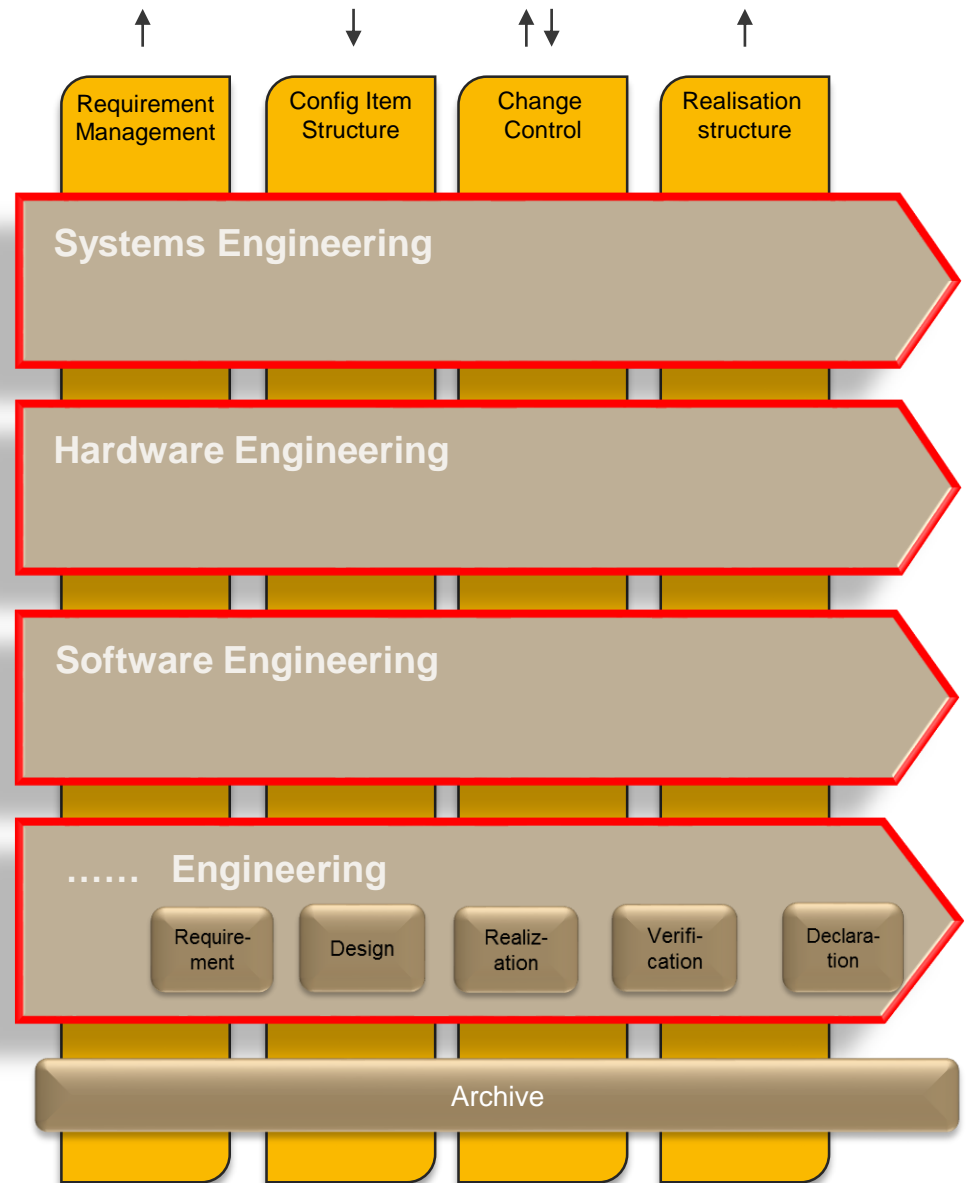 Requirement
Management
Config Item
Structure
Change
Control
Realisation
structure
Systems Engineering
Hardware Engineering
Software Engineering
...... Engineering
Require-
ment
Design
Realiz-
ation
Verifi-
cation
Declara-
tion
Archive